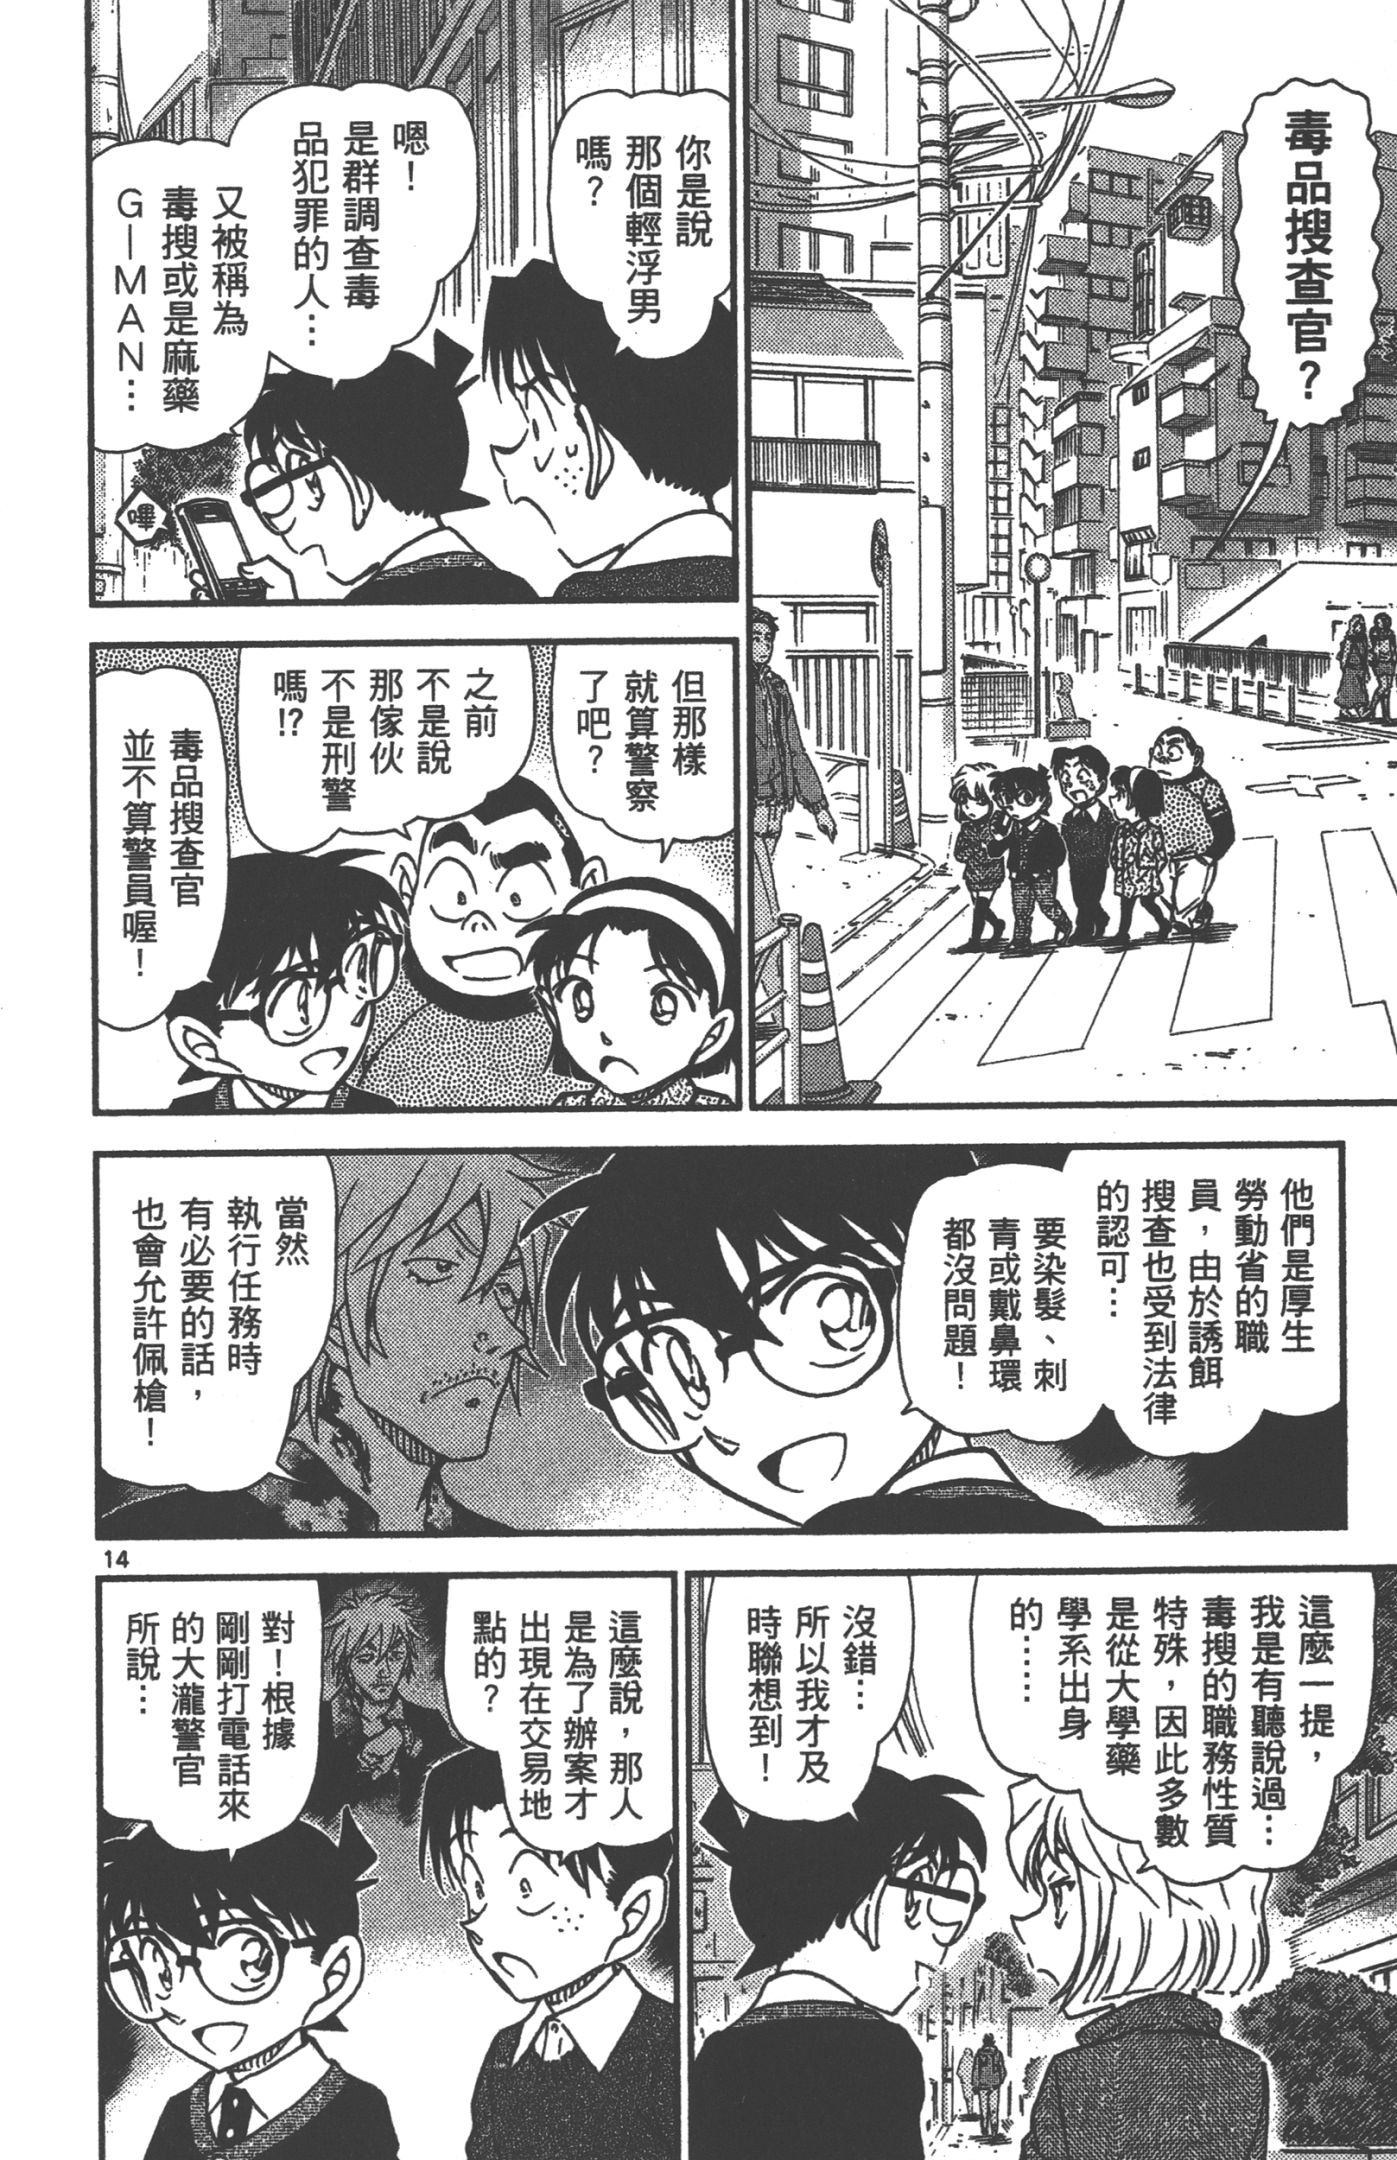 毒品搜查官？
你是說
那個輕浮男
嗎？
嗯！
是群調查毒
品犯罪的人…
又被稱為
毒搜或是麻藥
G－MAN…
嗶
但那樣
就算警察
了吧？
之前
不是說
那傢伙
不是刑警
嗎!?
毒品搜查官
並不算警員喔！
他們是厚生
勞動省的職
員，由於誘餌
搜查也受到法律
的認可…
要染髮、刺
青或戴鼻環
都沒問題！
當然
執行任務時
有必要的話，
也會允許佩槍！
14
這麼一提，
我是有聽說過…
毒搜的職務性質
特殊，因此多數
是從大學藥
學系出身
的……
沒錯…
所以我才及
時聯想到！
這麼說，那人
是為了辦案才
出現在交易地
點的？
對！根據
剛剛打電話來
的大瀧警官
所說…